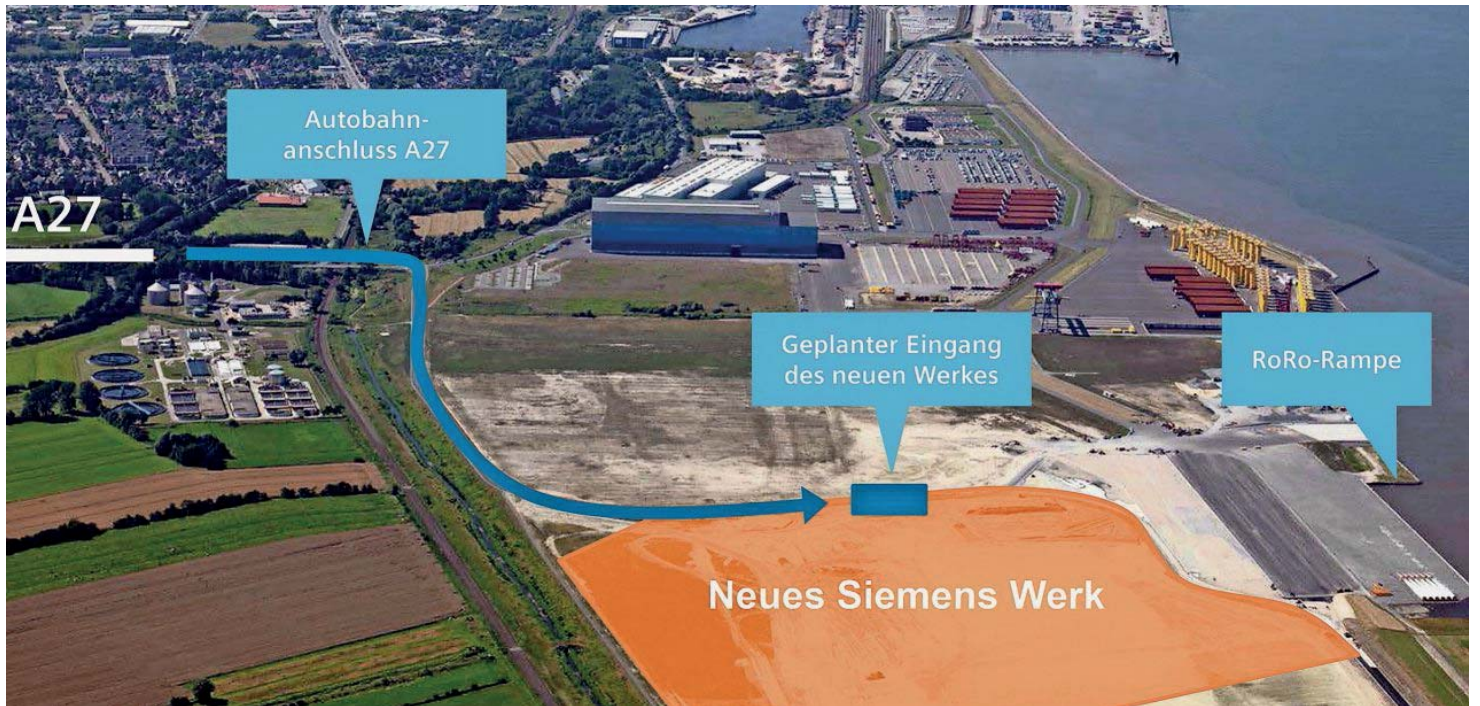 Autobahn-
anschluss A27
A27
Geplanter Eingang
des neuen Werkes
RoRo-Rampe
Neues Siemens Werk